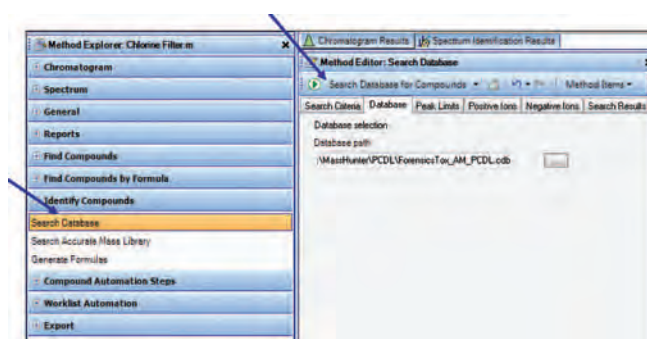 Method Explorer: Chlorine Filter.m
Chromatogram
Spectrum
General
Reports
Find Compounds
Find Compounds by Formula
Identify Compounds
Search Database
Search Accurate Mass Library
Generate Formulas
Compound Automation Steps
Worklist Automation
Export
Chromatogram Results Spectrum Identification Results
Method Editor: Search Database
Search Database for Compounds Method Items
Search Criteria Database Peak Limits Positive Ions Negative Ions Search Results
Database selection
Database path
:\MassHunter\PCDL\ForensicsTox_AM_PCDL.cdb
...